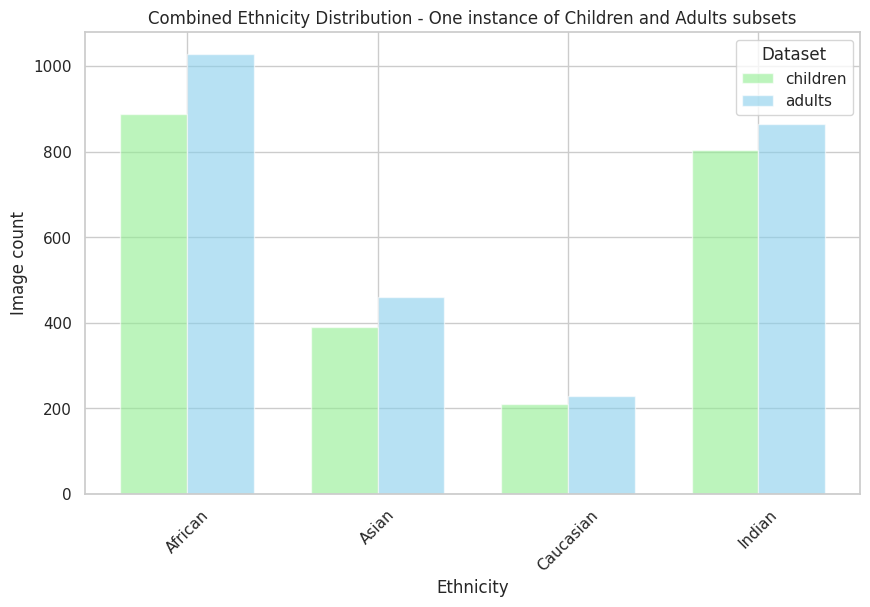 Combined Ethnicity Distribution - One instance of Children and Adults subsets
Dataset
children
adults
1000
800
600
400
200
0
Image count
African
Asian
Caucasian
Indian
Ethnicity